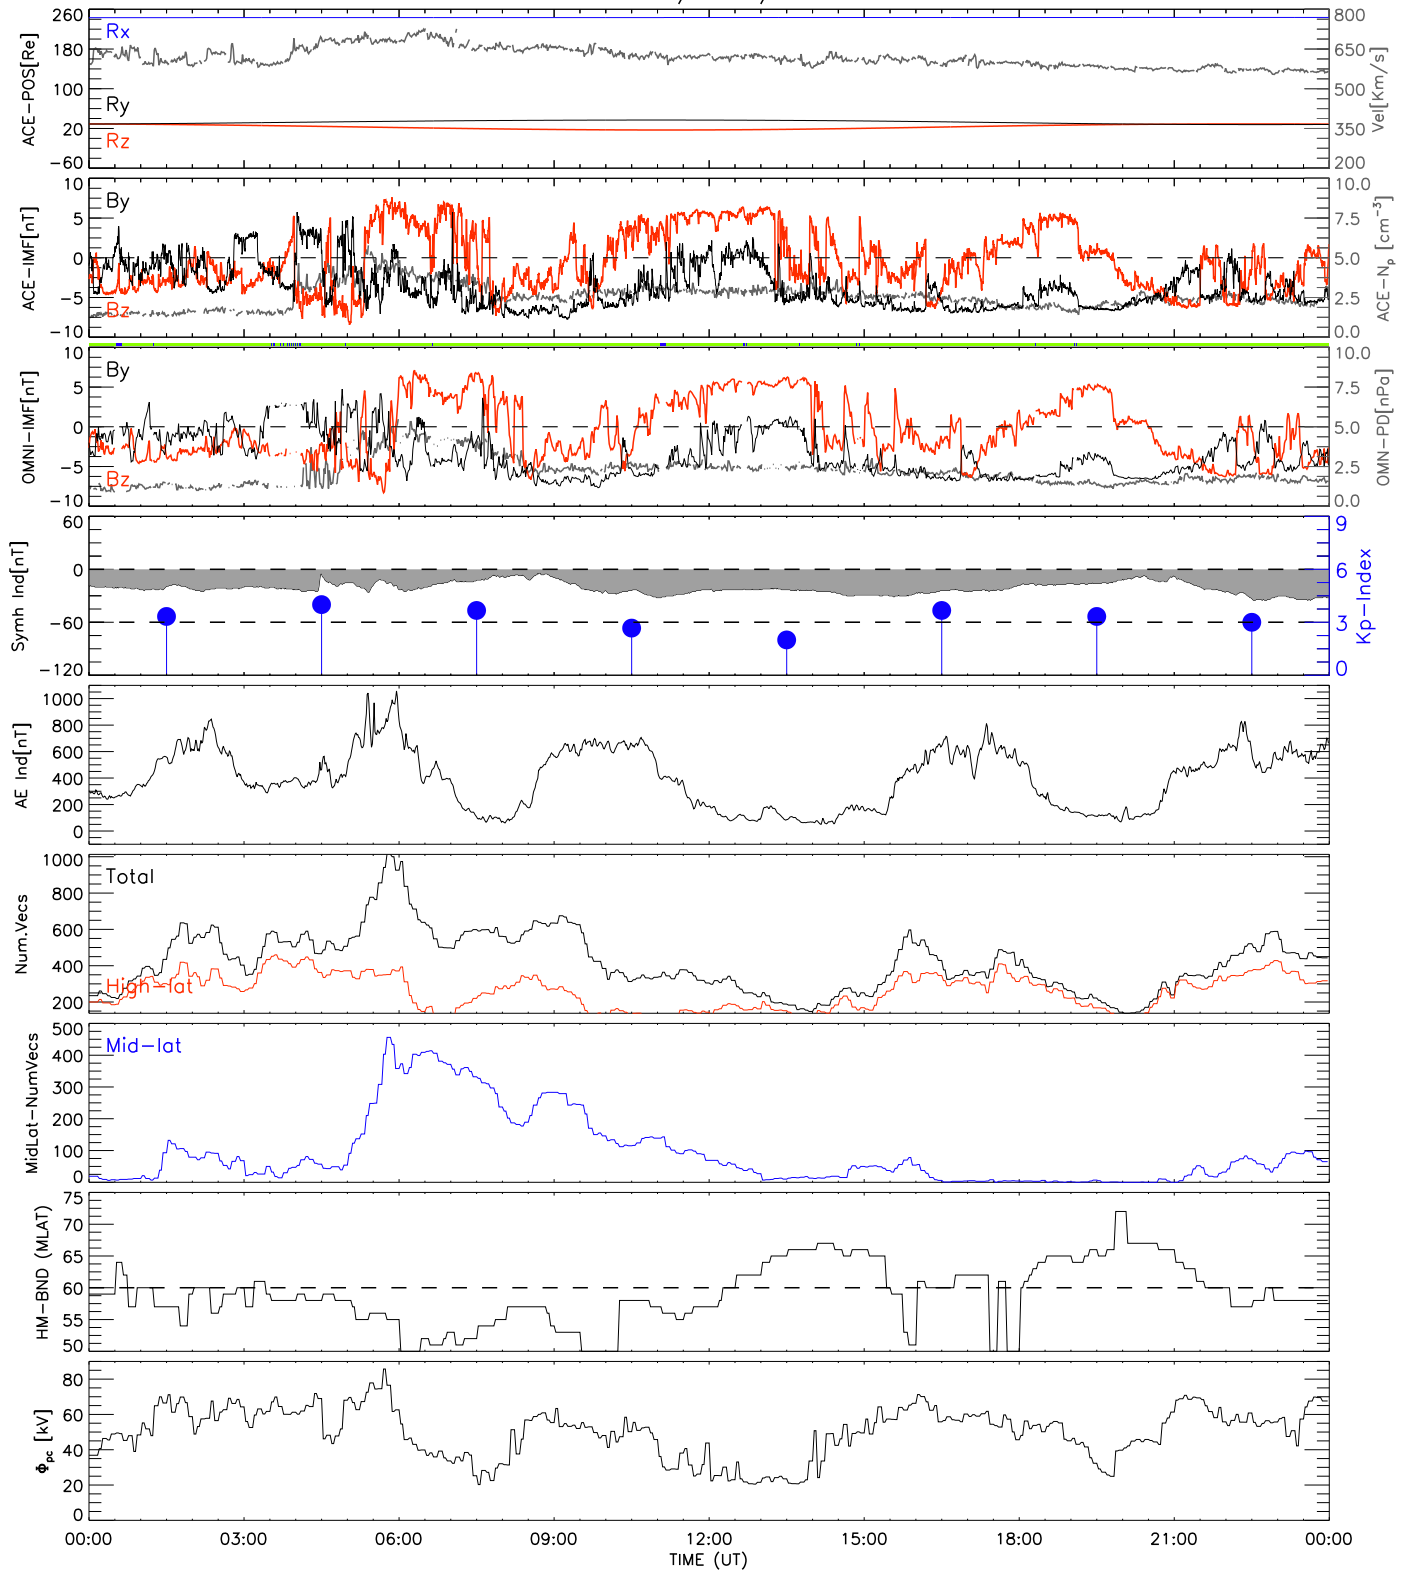 260
180
100
20
−60
ACE−POS[Re]
Rx
Ry
Rz
800
650
500
350
200
Vel[Km/s]
10
5
0
−5
−10
ACE−IMF[nT]
By
Bz
10.0
7.5
5.0
2.5
0.0
ACE−Np [cm−3]
10
5
0
−5
−10
OMNI−IMF[nT]
By
Bz
10.0
7.5
5.0
2.5
0.0
OMN−PD[nPa]
60
0
−60
−120
Symh Ind[nT]
9
6
3
0
Kp−Index
1000
800
600
400
200
0
AE Ind[nT]
1000
800
600
400
200
Num.Vecs
Total
High−lat
500
400
300
200
100
0
MidLat−NumVecs
Mid−lat
75
70
65
60
55
50
HM−BND (MLAT)
80
60
40
20
0
Φpc [kV]
00:00 03:00 06:00 09:00 12:00 15:00 18:00 21:00 00:00
TIME (UT)